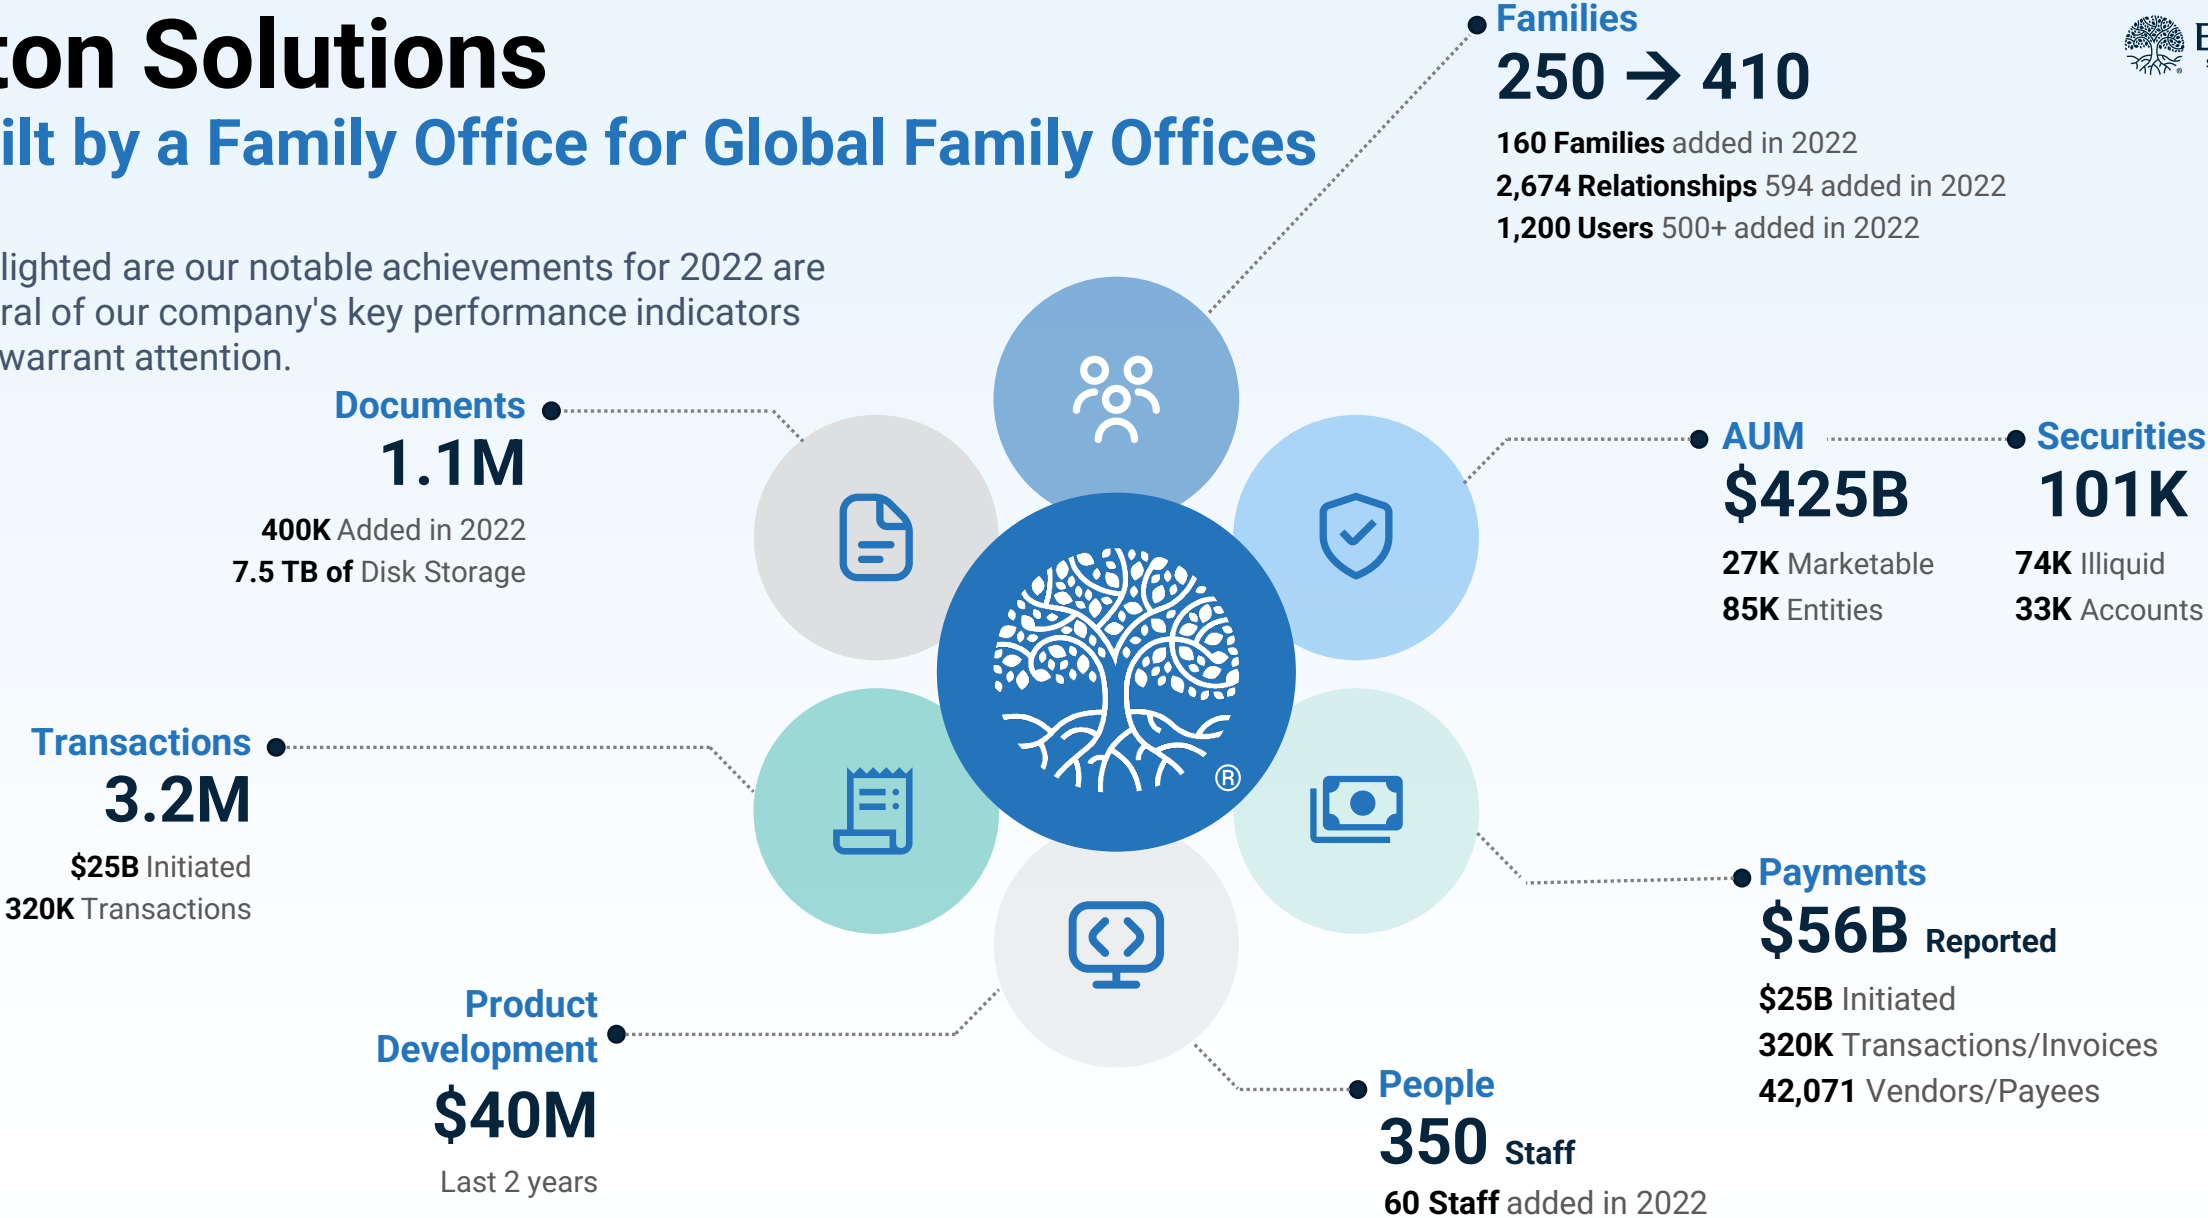 ton Solutions
ilt by a Family Office for Global Family Offices
lighted are our notable achievements for 2022 are
ral of our company's key performance indicators
warrant attention.
Families
250 → 410
160 Families added in 2022
2,674 Relationships 594 added in 2022
1,200 Users 500+ added in 2022
E
Documents
1.1M
400K Added in 2022
7.5 TB of Disk Storage
AUM
$425B
27K Marketable
85K Entities
Securities
101K
74K Illiquid
33K Accounts
Transactions
3.2M
$25B Initiated
320K Transactions
®
Payments
$56B Reported
$25B Initiated
320K Transactions/Invoices
42,071 Vendors/Payees
Product
Development
$40M
Last 2 years
People
350 Staff
60 Staff added in 2022